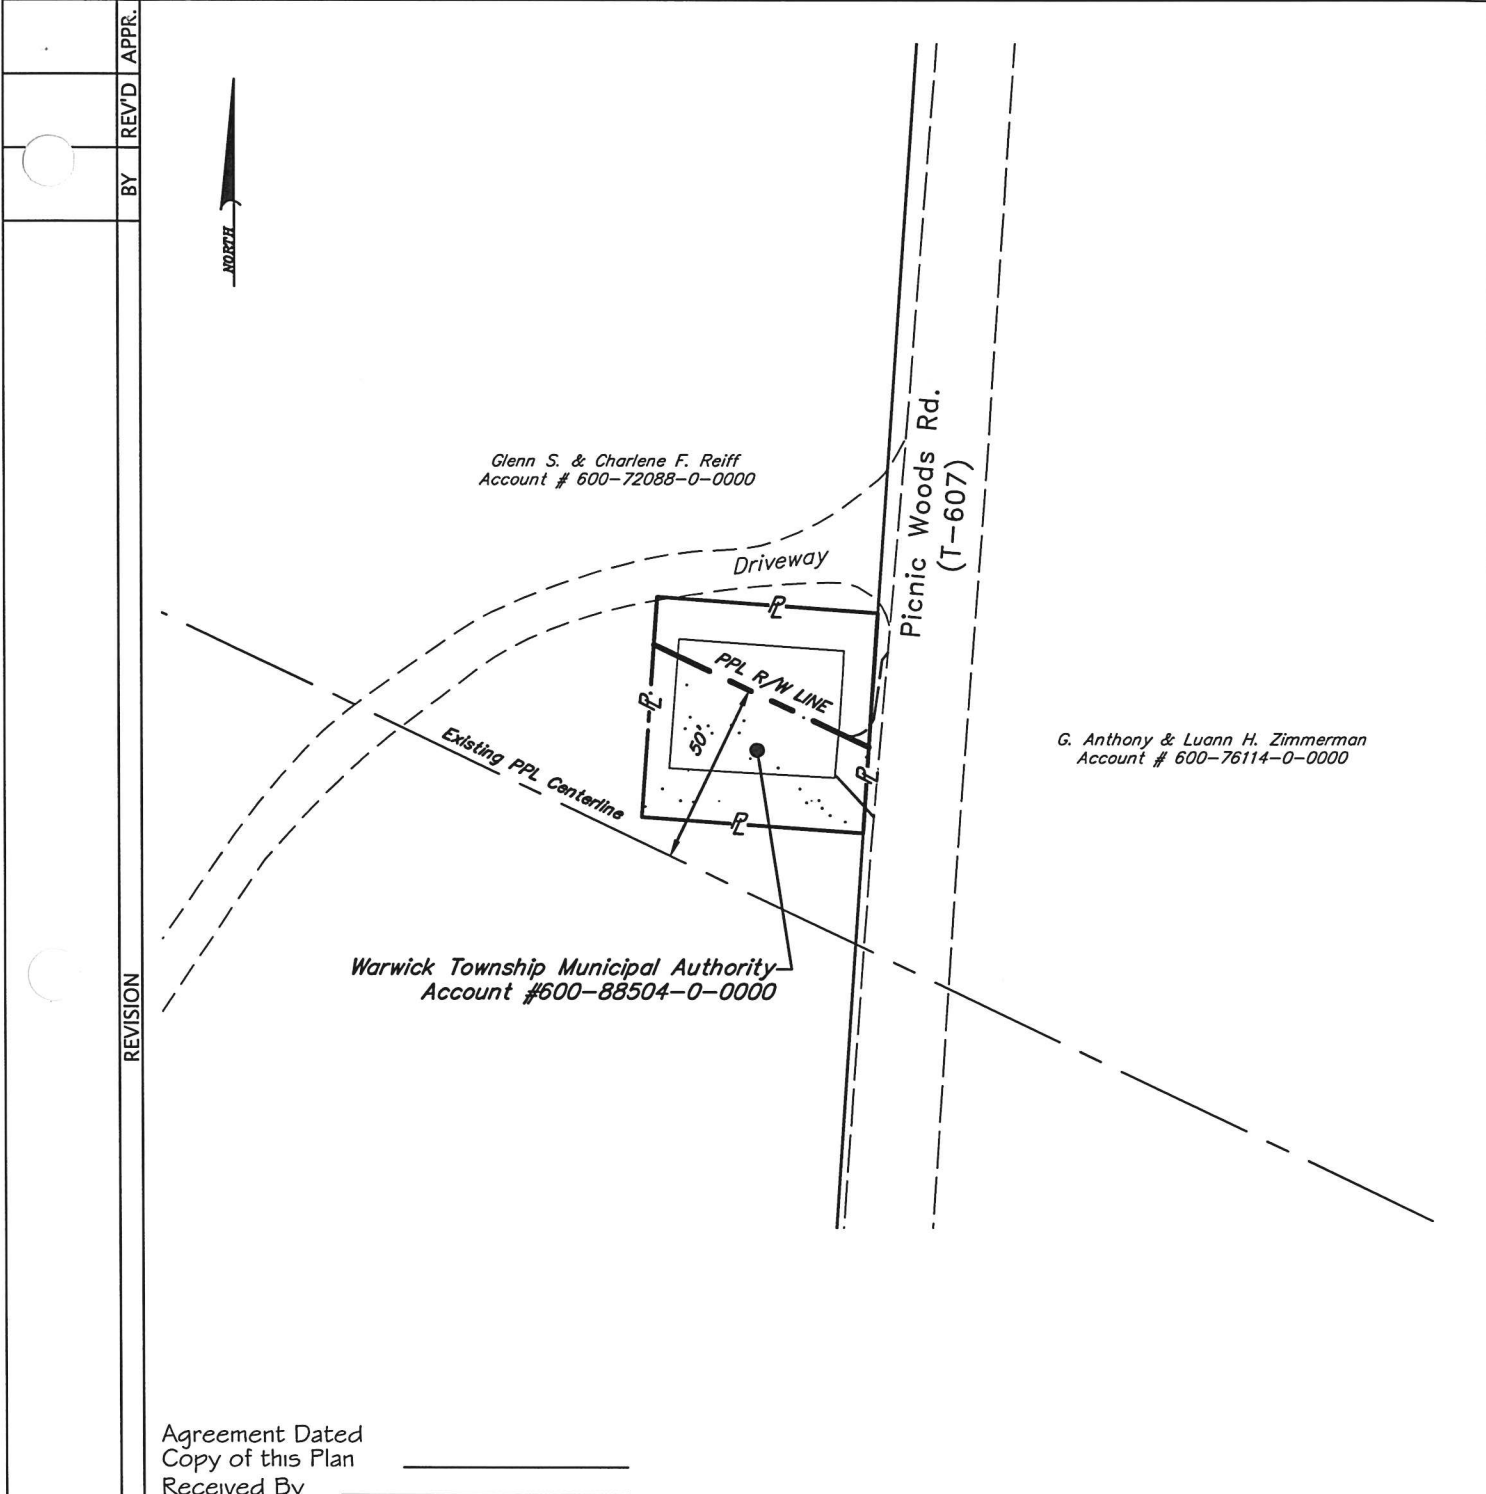 APPR.
REV'D
BY
REVISION
NORTH
Glenn S. & Charlene F. Reiff
Account # 600-72088-0-0000
Picnic Woods Rd.
(T-607)
Driveway
PL
PPL R/W LINE
PL
50'
Existing PPL Centerline
PL
PL
G. Anthony & Luann H. Zimmerman
Account # 600-76114-0-0000
Warwick Township Municipal Authority
Account #600-88504-0-0000
Agreement Dated
Copy of this Plan
Received By